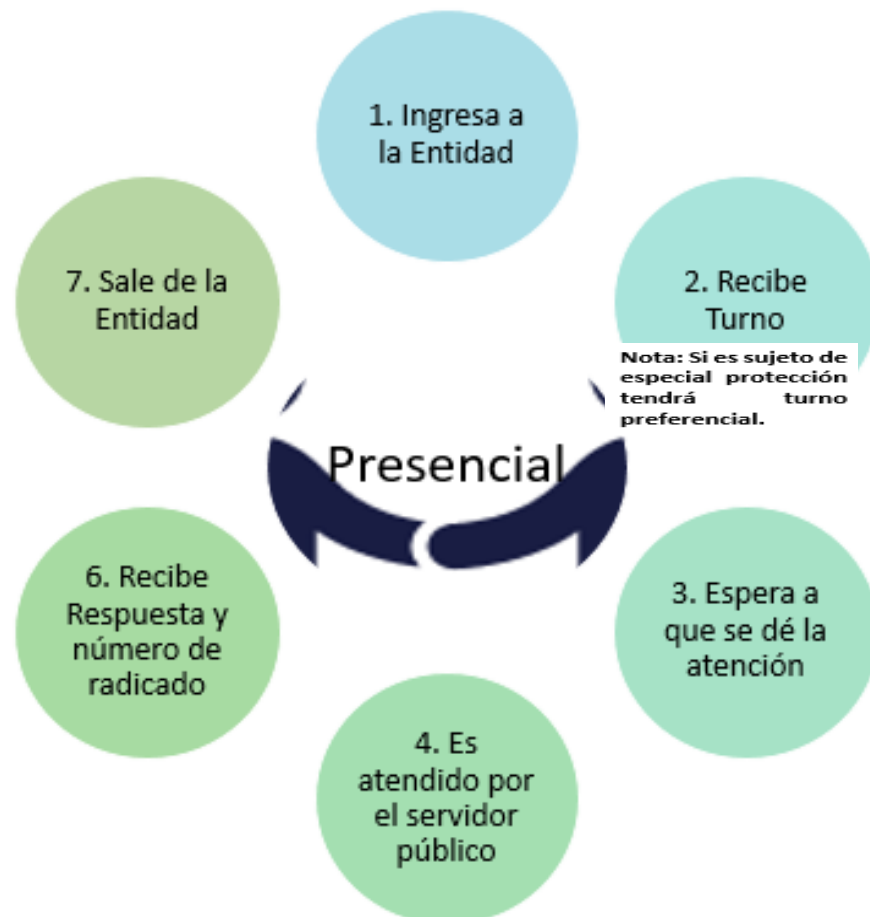 1. Ingresa a
la Entidad
2. Recibe
Turno
Nota: Si es sujeto de
especial protección
tendrá turno
preferencial.
3. Espera a
que se dé la
atención
4. Es
atendido por
el servidor
público
6. Recibe
Respuesta y
número de
radicado
7. Sale de la
Entidad
Presencial